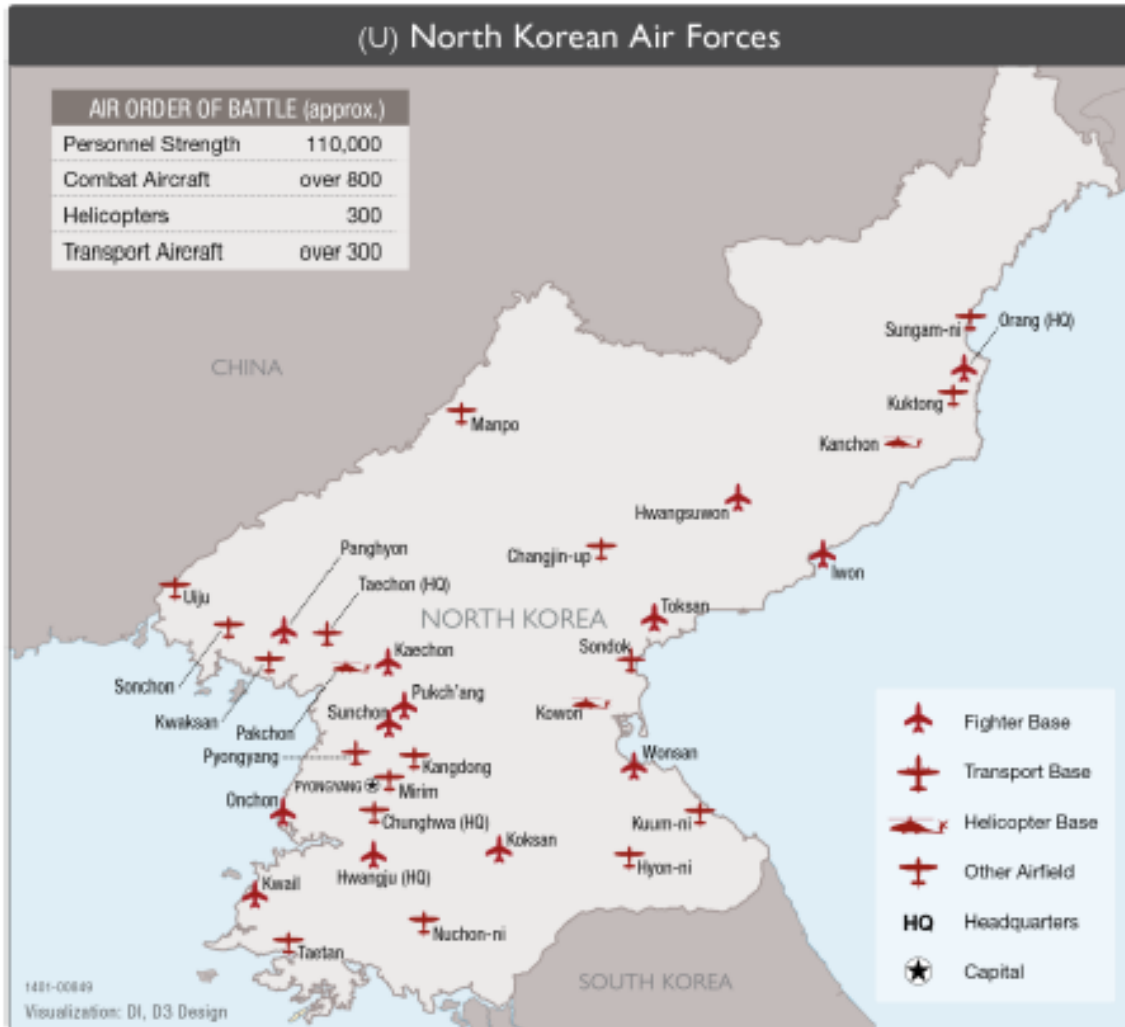 (U) North Korean Air Forces
AIR ORDER OF BATTLE (approx.)
Personnel Strength 110,000
Combat Aircraft over 800
Helicopters 300
Transport Aircraft over 300
CHINA
Sungam-ni
Orang (HQ)
Kuktong
Manpo
Kanchon
Hwangsuwon
Panghyon
Changjin-up
Iwon
Taechon (HQ)
Uiju
NORTH KOREA
Toksan
Kaechon
Sondok
Sonchon
Pukch'ang
Kwaksan
Sunchon
Kowon
Pakchon
Fighter Base
Pyongyang
Wonsan
Kangdong
Transport Base
PYONGYANG
Mirim
Onchon
Chunghwa (HQ)
Kuum-ni
Helicopter Base
Koksan
Hwangju (HQ)
Hyon-ni
Other Airfield
Kwail
HQ Headquarters
Nuchon-ni
Taetan
Capital
SOUTH KOREA
1401-00849
Visualization: DI, D3 Design